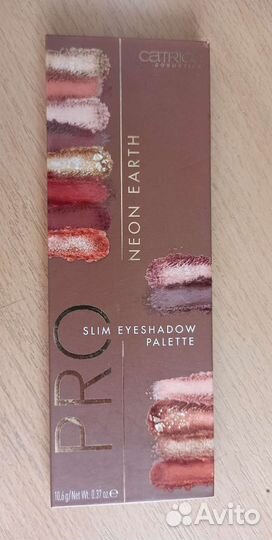 CATRICE
COSMETICS
PRO
NEON EARTH
SLIM EYESHADOW
PALETTE
10,6 g/Net Wt. 0.37 oz. ℮
Avito